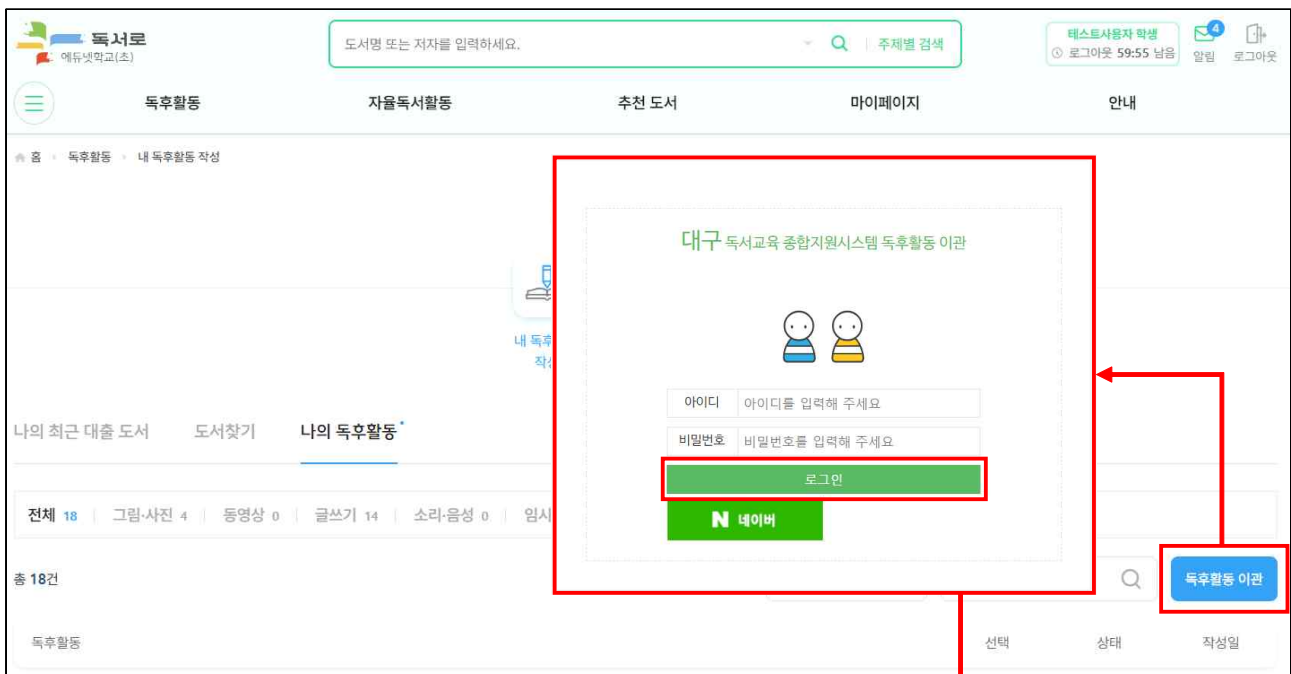 독서로
에듀넷학교(초)
도서명 또는 저자를 입력하세요.
주제별 검색
테스트사용자 학생
로그아웃 59:55 남음
4
알림
로그아웃
독후활동 자율독서활동 추천 도서 마이페이지 안내
홈 독후활동 내 독후활동 작성
대구 독서교육 종합지원시스템 독후활동 이관
내 독후
아이디 아이디를 입력해 주세요
비밀번호 비밀번호를 입력해 주세요
로그인
N 네이버
나의 최근 대출 도서 도서찾기 나의 독후활동
전체 18 그림·사진 4 동영상 0 글쓰기 14 소리·음성 0 임시
총 18건
독후활동 이관
독후활동 선택 상태 작성일